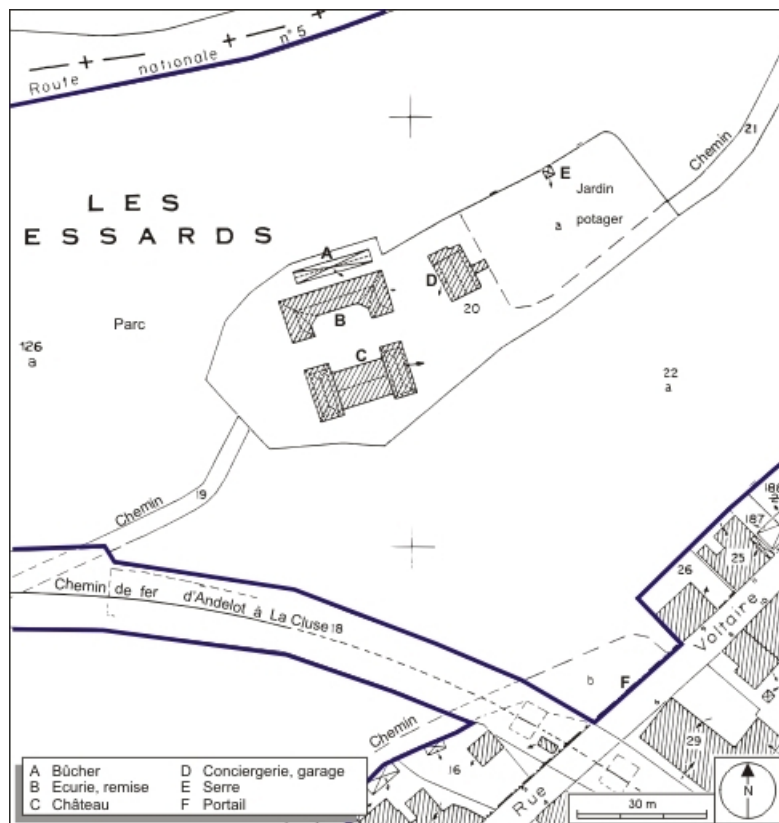 Route nationale n° 5
LES
ESSARDS
Parc
126
a
A
B
C
D
E
Jardin
potager
a
20
Chemin 21
22
a
Chemin 19
Chemin de fer d'Andelot à La Cluse 18
Chemin
b
F
16
26
25
187
188
29
Rue Voltaire
A Bûcher
B Ecurie, remise
C Château
D Conciergerie, garage
E Serre
F Portail
30 m
N